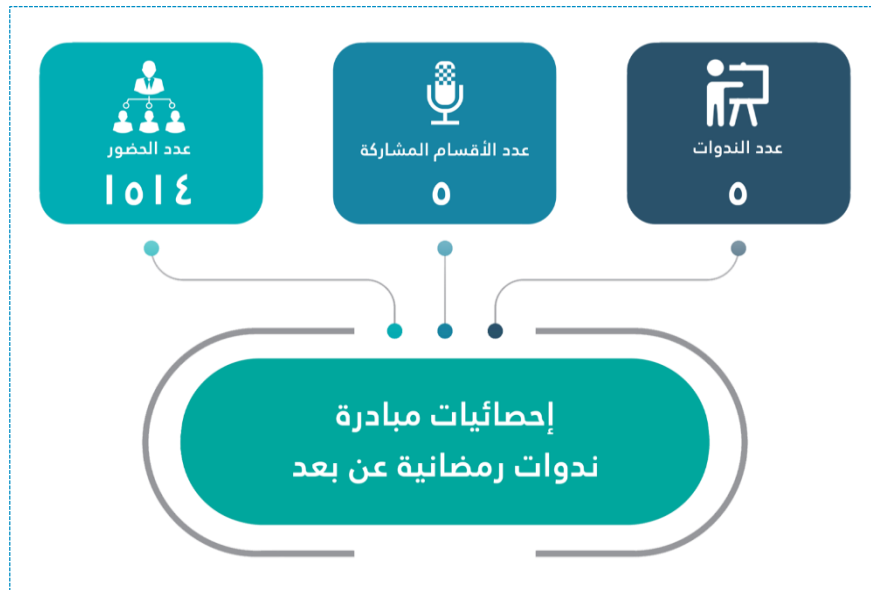 عدد الندوات
٥
عدد الأقسام المشاركة
٥
عدد الحضور
١٥١٤
إحصائيات مبادرة
ندوات رمضانية عن بعد